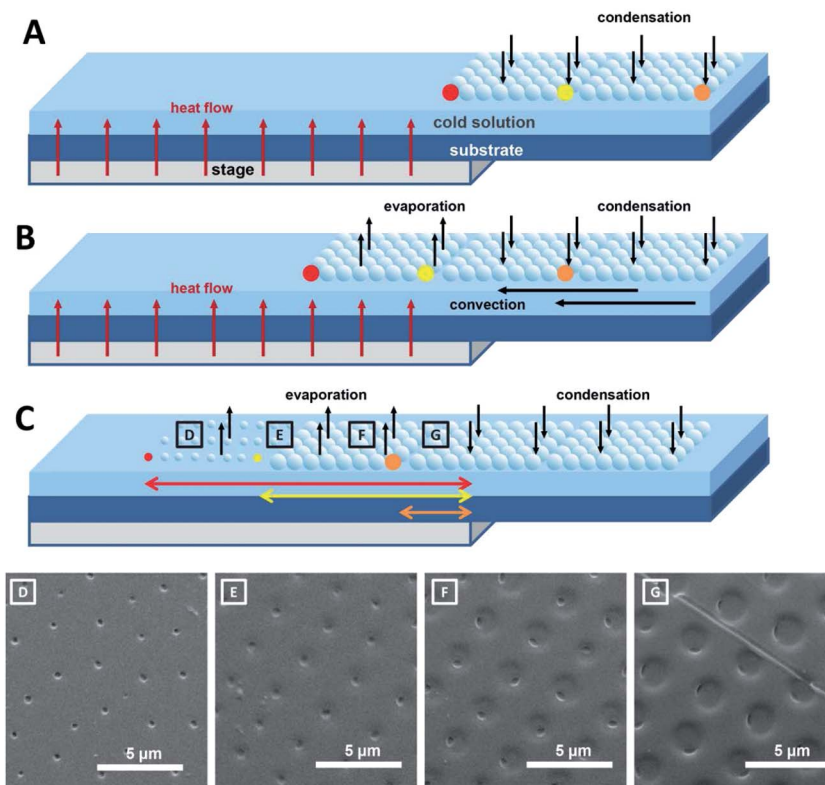 A
condensation
heat flow
cold solution
substrate
stage
B
evaporation
condensation
heat flow
convection
C
evaporation
condensation
D
E
F
G
D
E
F
G
5 µm
5 µm
5 µm
5 µm